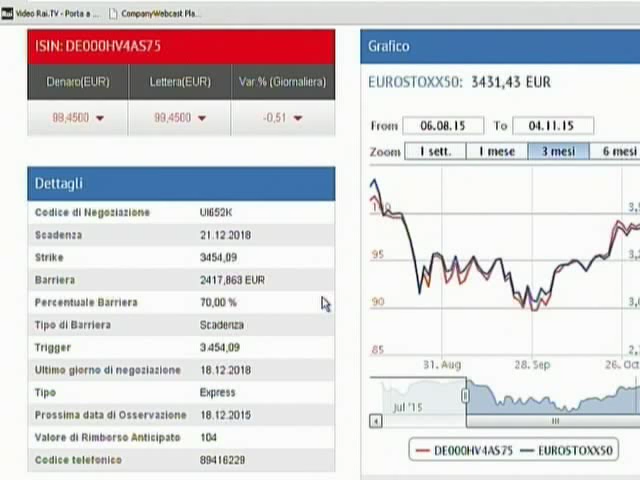 Rai Video Rai.TV - Porta a ... CompanyWebcast Pla...
ISIN: DE000HV4AS75
Denaro(EUR) Lettera(EUR) Var.% (Giornaliera)
99,4500 99,4500 -0,51
Dettagli
Codice di Negoziazione UI652K
Scadenza 21.12.2018
Strike 3454,09
Barriera 2417,863 EUR
Percentuale Barriera 70,00 %
Tipo di Barriera Scadenza
Trigger 3.454,09
Ultimo giorno di negoziazione 18.12.2018
Tipo Express
Prossima data di Osservazione 18.12.2015
Valore di Rimborso Anticipato 104
Codice telefonico 89416229
Grafico
EUROSTOXX50: 3431,43 EUR
From 06.08.15 To 04.11.15
Zoom 1 sett. 1 mese 3 mesi 6 mesi
95
90
85
31. Aug 28. Sep 26. Oct
Jul '15
DE000HV4AS75 EUROSTOXX50